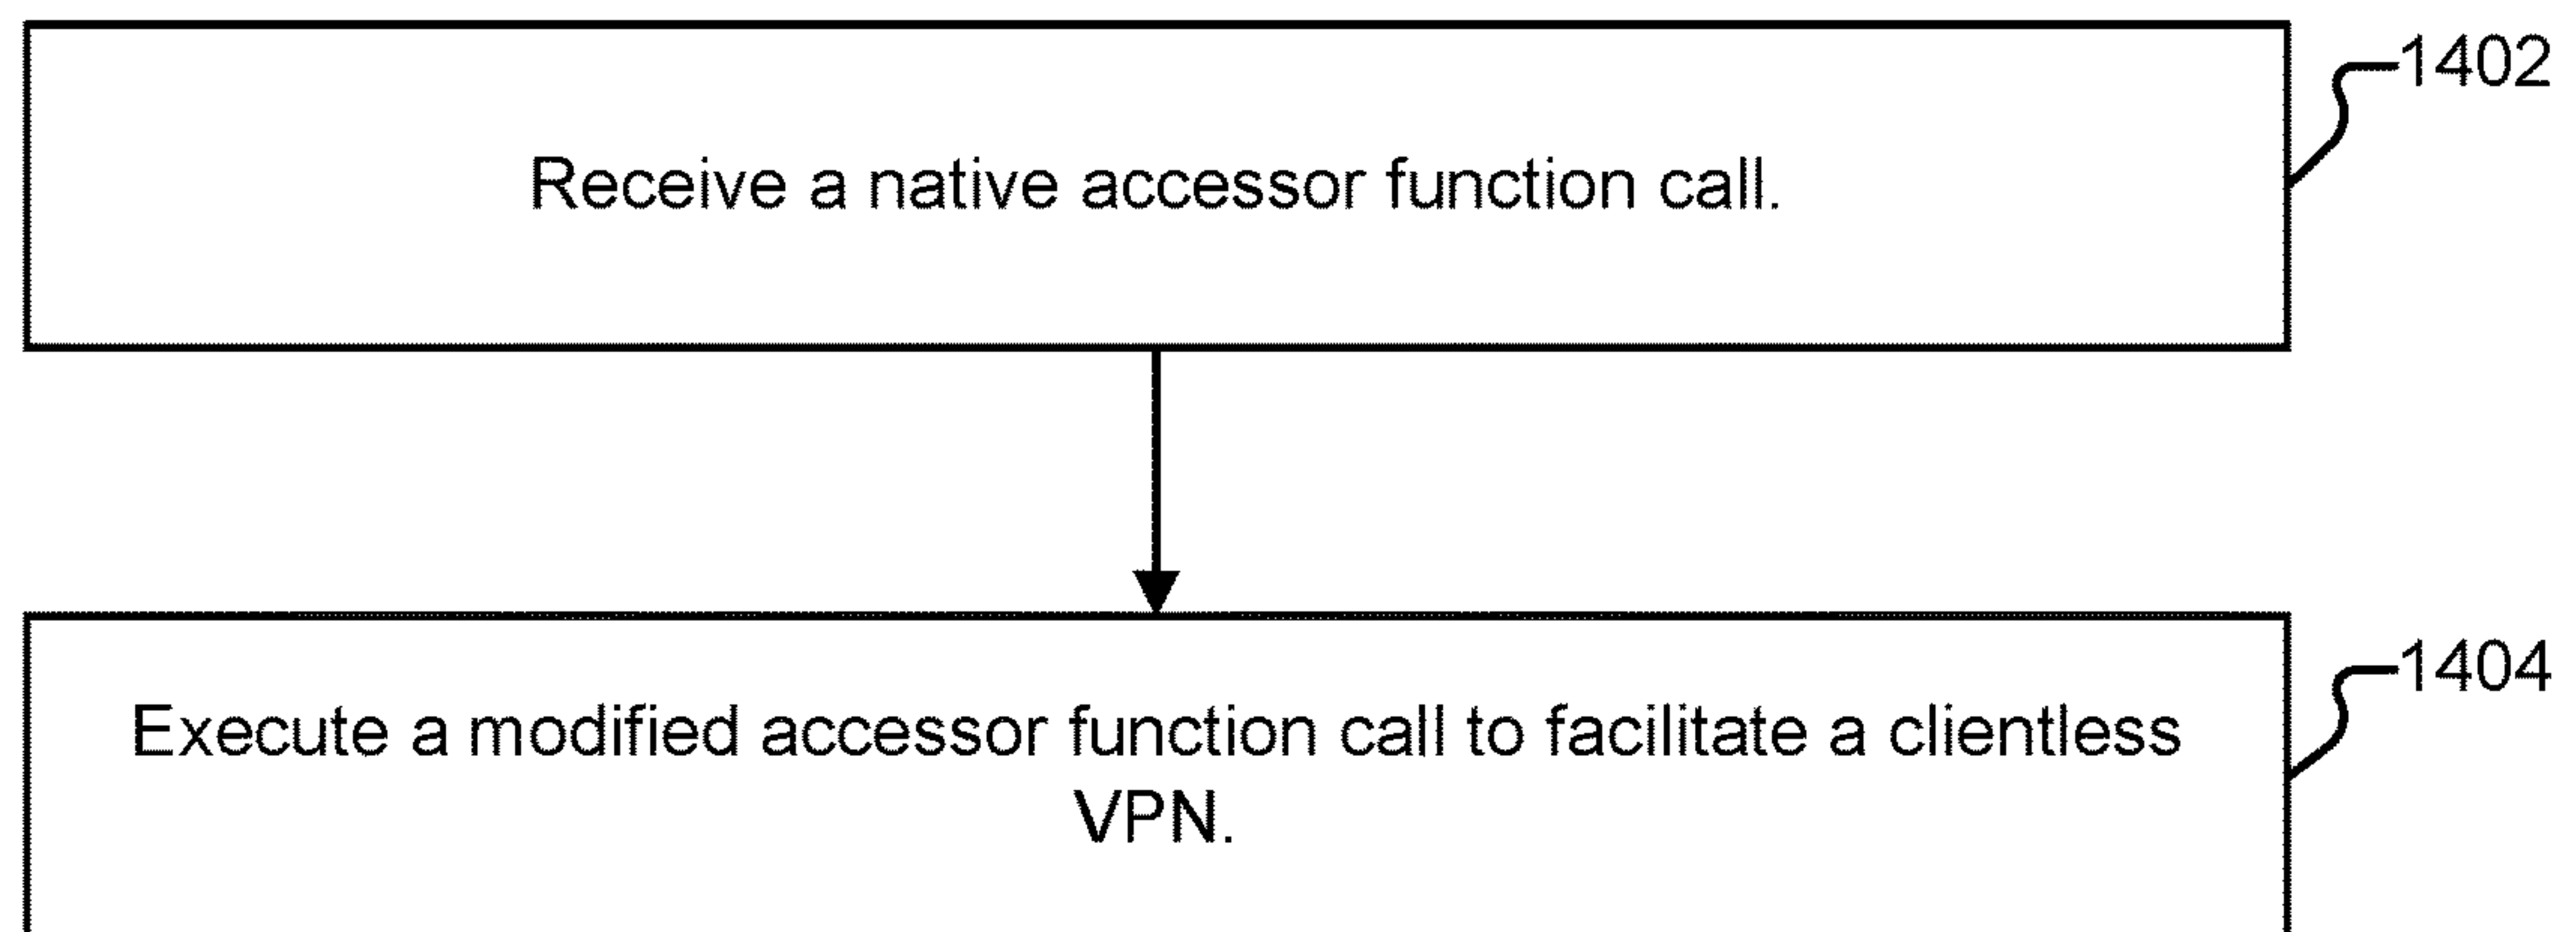 1402
Receive a native accessor function call.
1404
Execute a modified accessor function call to facilitate a clientless
VPN.